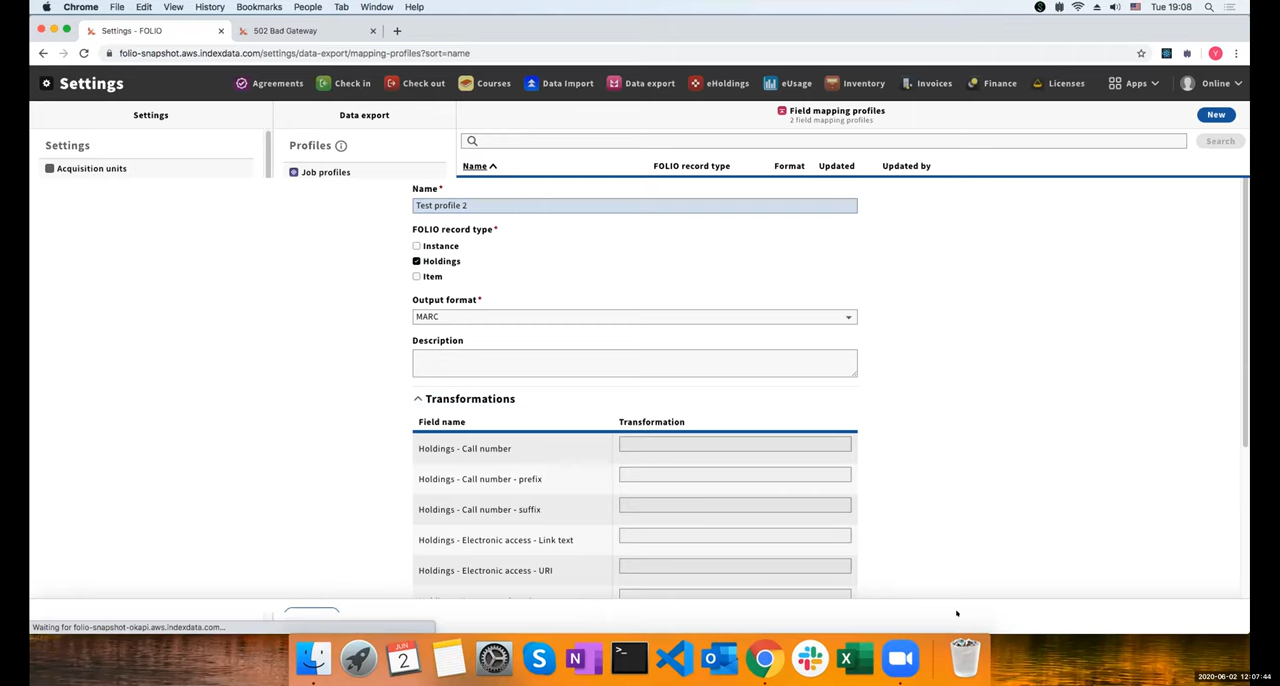 Chrome File Edit View History Bookmarks People Tab Window Help Tue 19:08
Settings - FOLIO 502 Bad Gateway
folio-snapshot.aws.indexdata.com/settings/data-export/mapping-profiles?sort=name Y
Settings Agreements Check in Check out Courses Data Import Data export eHoldings eUsage Inventory Invoices Finance Licenses Apps Online
Settings Data export Field mapping profiles New
2 field mapping profiles
Settings Profiles Search
Acquisition units Job profiles Name FOLIO record type Format Updated Updated by
Name*
Test profile 2
FOLIO record type*
Instance
Holdings
Item
Output format*
MARC
Description
Transformations
Field name Transformation
Holdings - Call number
Holdings - Call number - prefix
Holdings - Call number - suffix
Holdings - Electronic access - Link text
Holdings - Electronic access - URI
Waiting for folio-snapshot-okapi.aws.indexdata.com...
JUN
2
2020-06-02 12:07:44